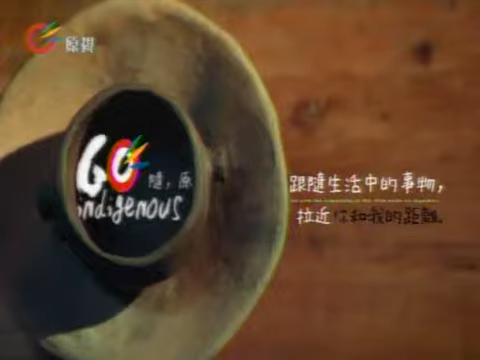 原視
GO
隨，原
indigenous
跟隨生活中的事物，
拉近你和我的距離。